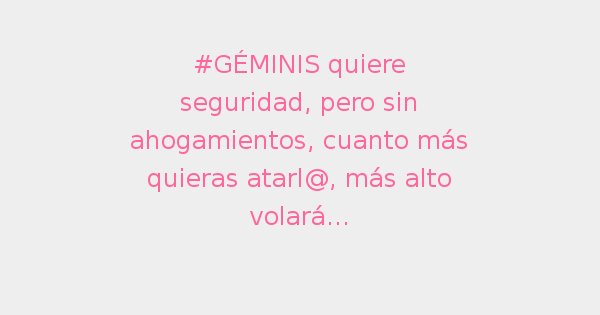 #GÉMINIS quiere
seguridad, pero sin
ahogamientos, cuanto más
quieras atarl@, más alto
volará...